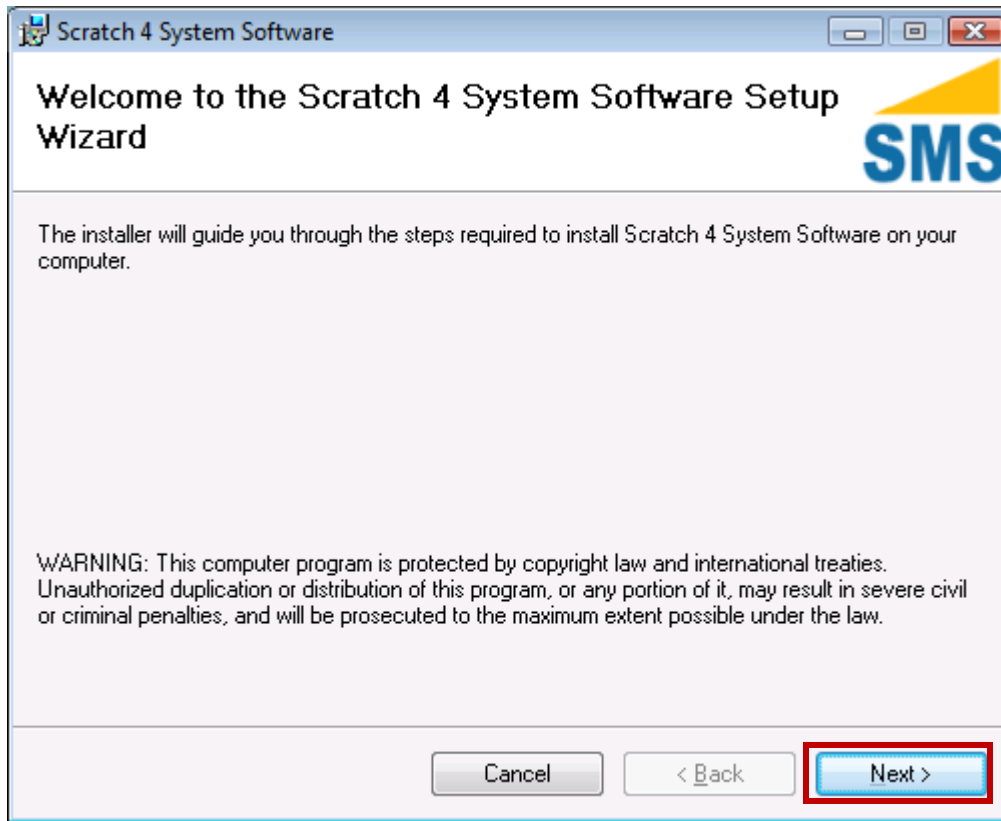 Scratch 4 System Software
Welcome to the Scratch 4 System Software Setup
Wizard
SMS
The installer will guide you through the steps required to install Scratch 4 System Software on your
computer.
WARNING: This computer program is protected by copyright law and international treaties.
Unauthorized duplication or distribution of this program, or any portion of it, may result in severe civil
or criminal penalties, and will be prosecuted to the maximum extent possible under the law.
Cancel
< Back
Next >